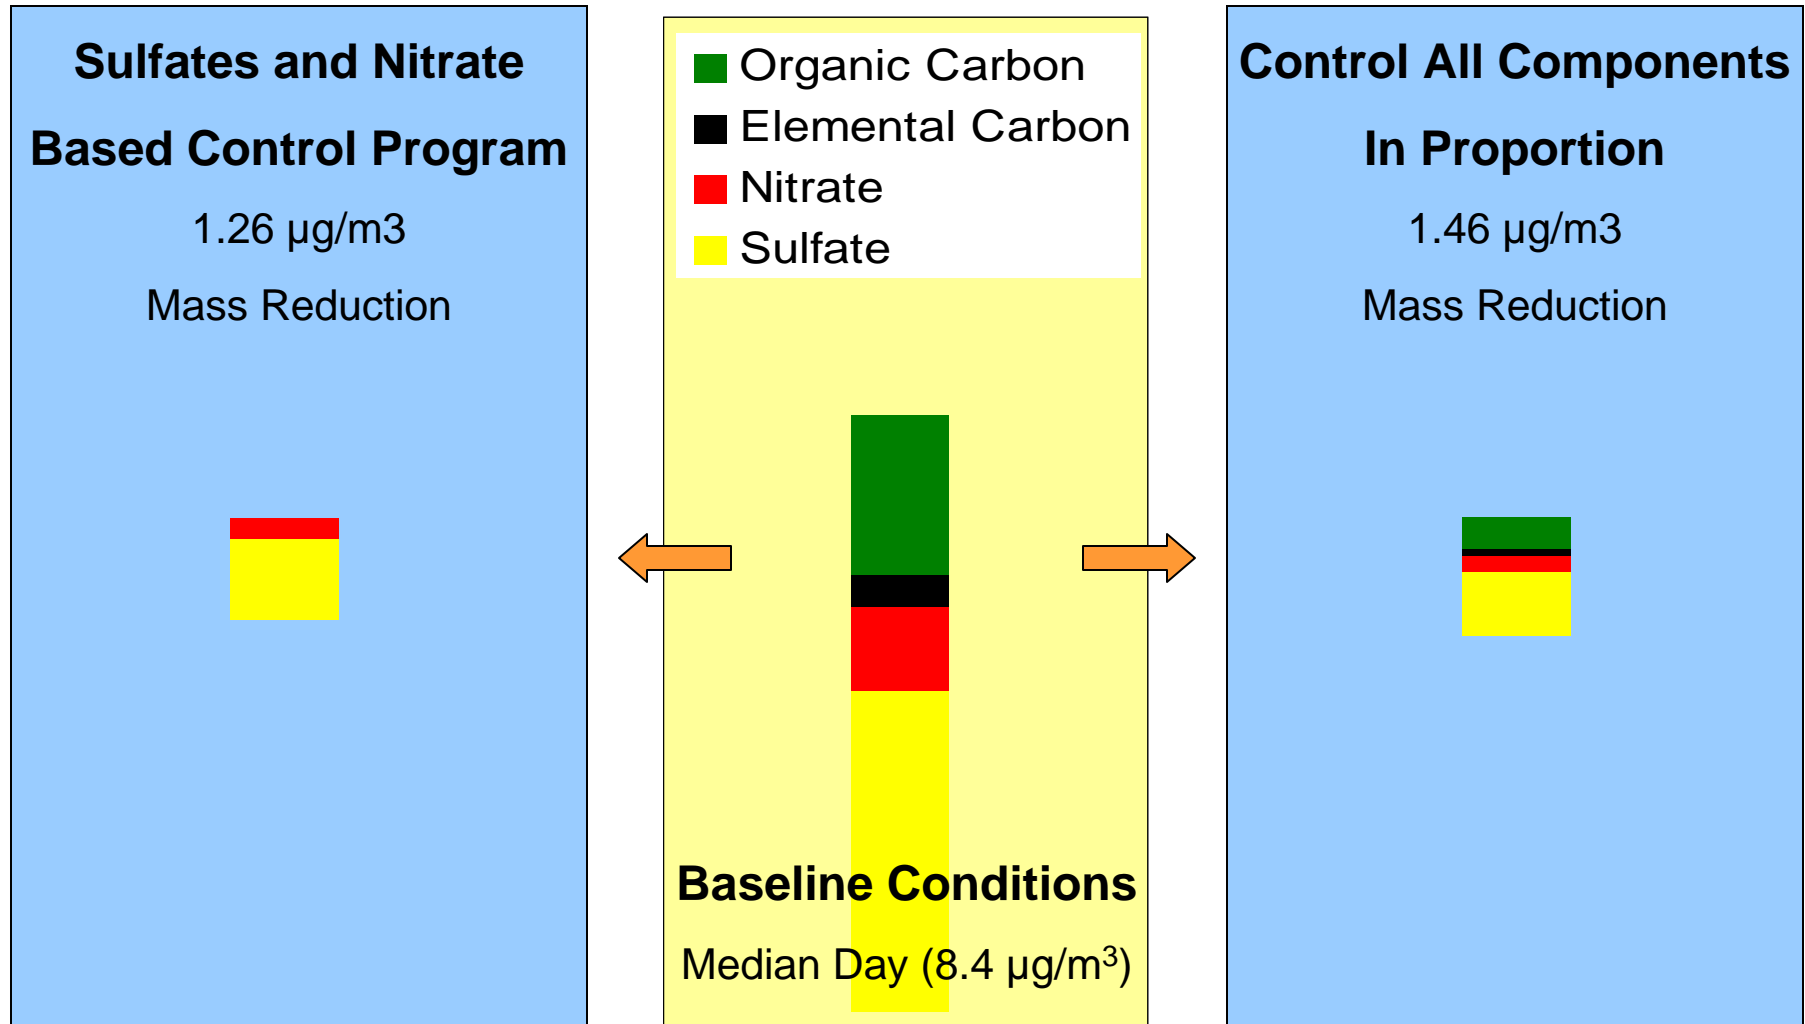 Sulfates and Nitrate
Based Control Program
1.26 µg/m3
Mass Reduction
Organic Carbon
Elemental Carbon
Nitrate
Sulfate
Baseline Conditions
Median Day (8.4 µg/m³)
Control All Components
In Proportion
1.46 µg/m3
Mass Reduction